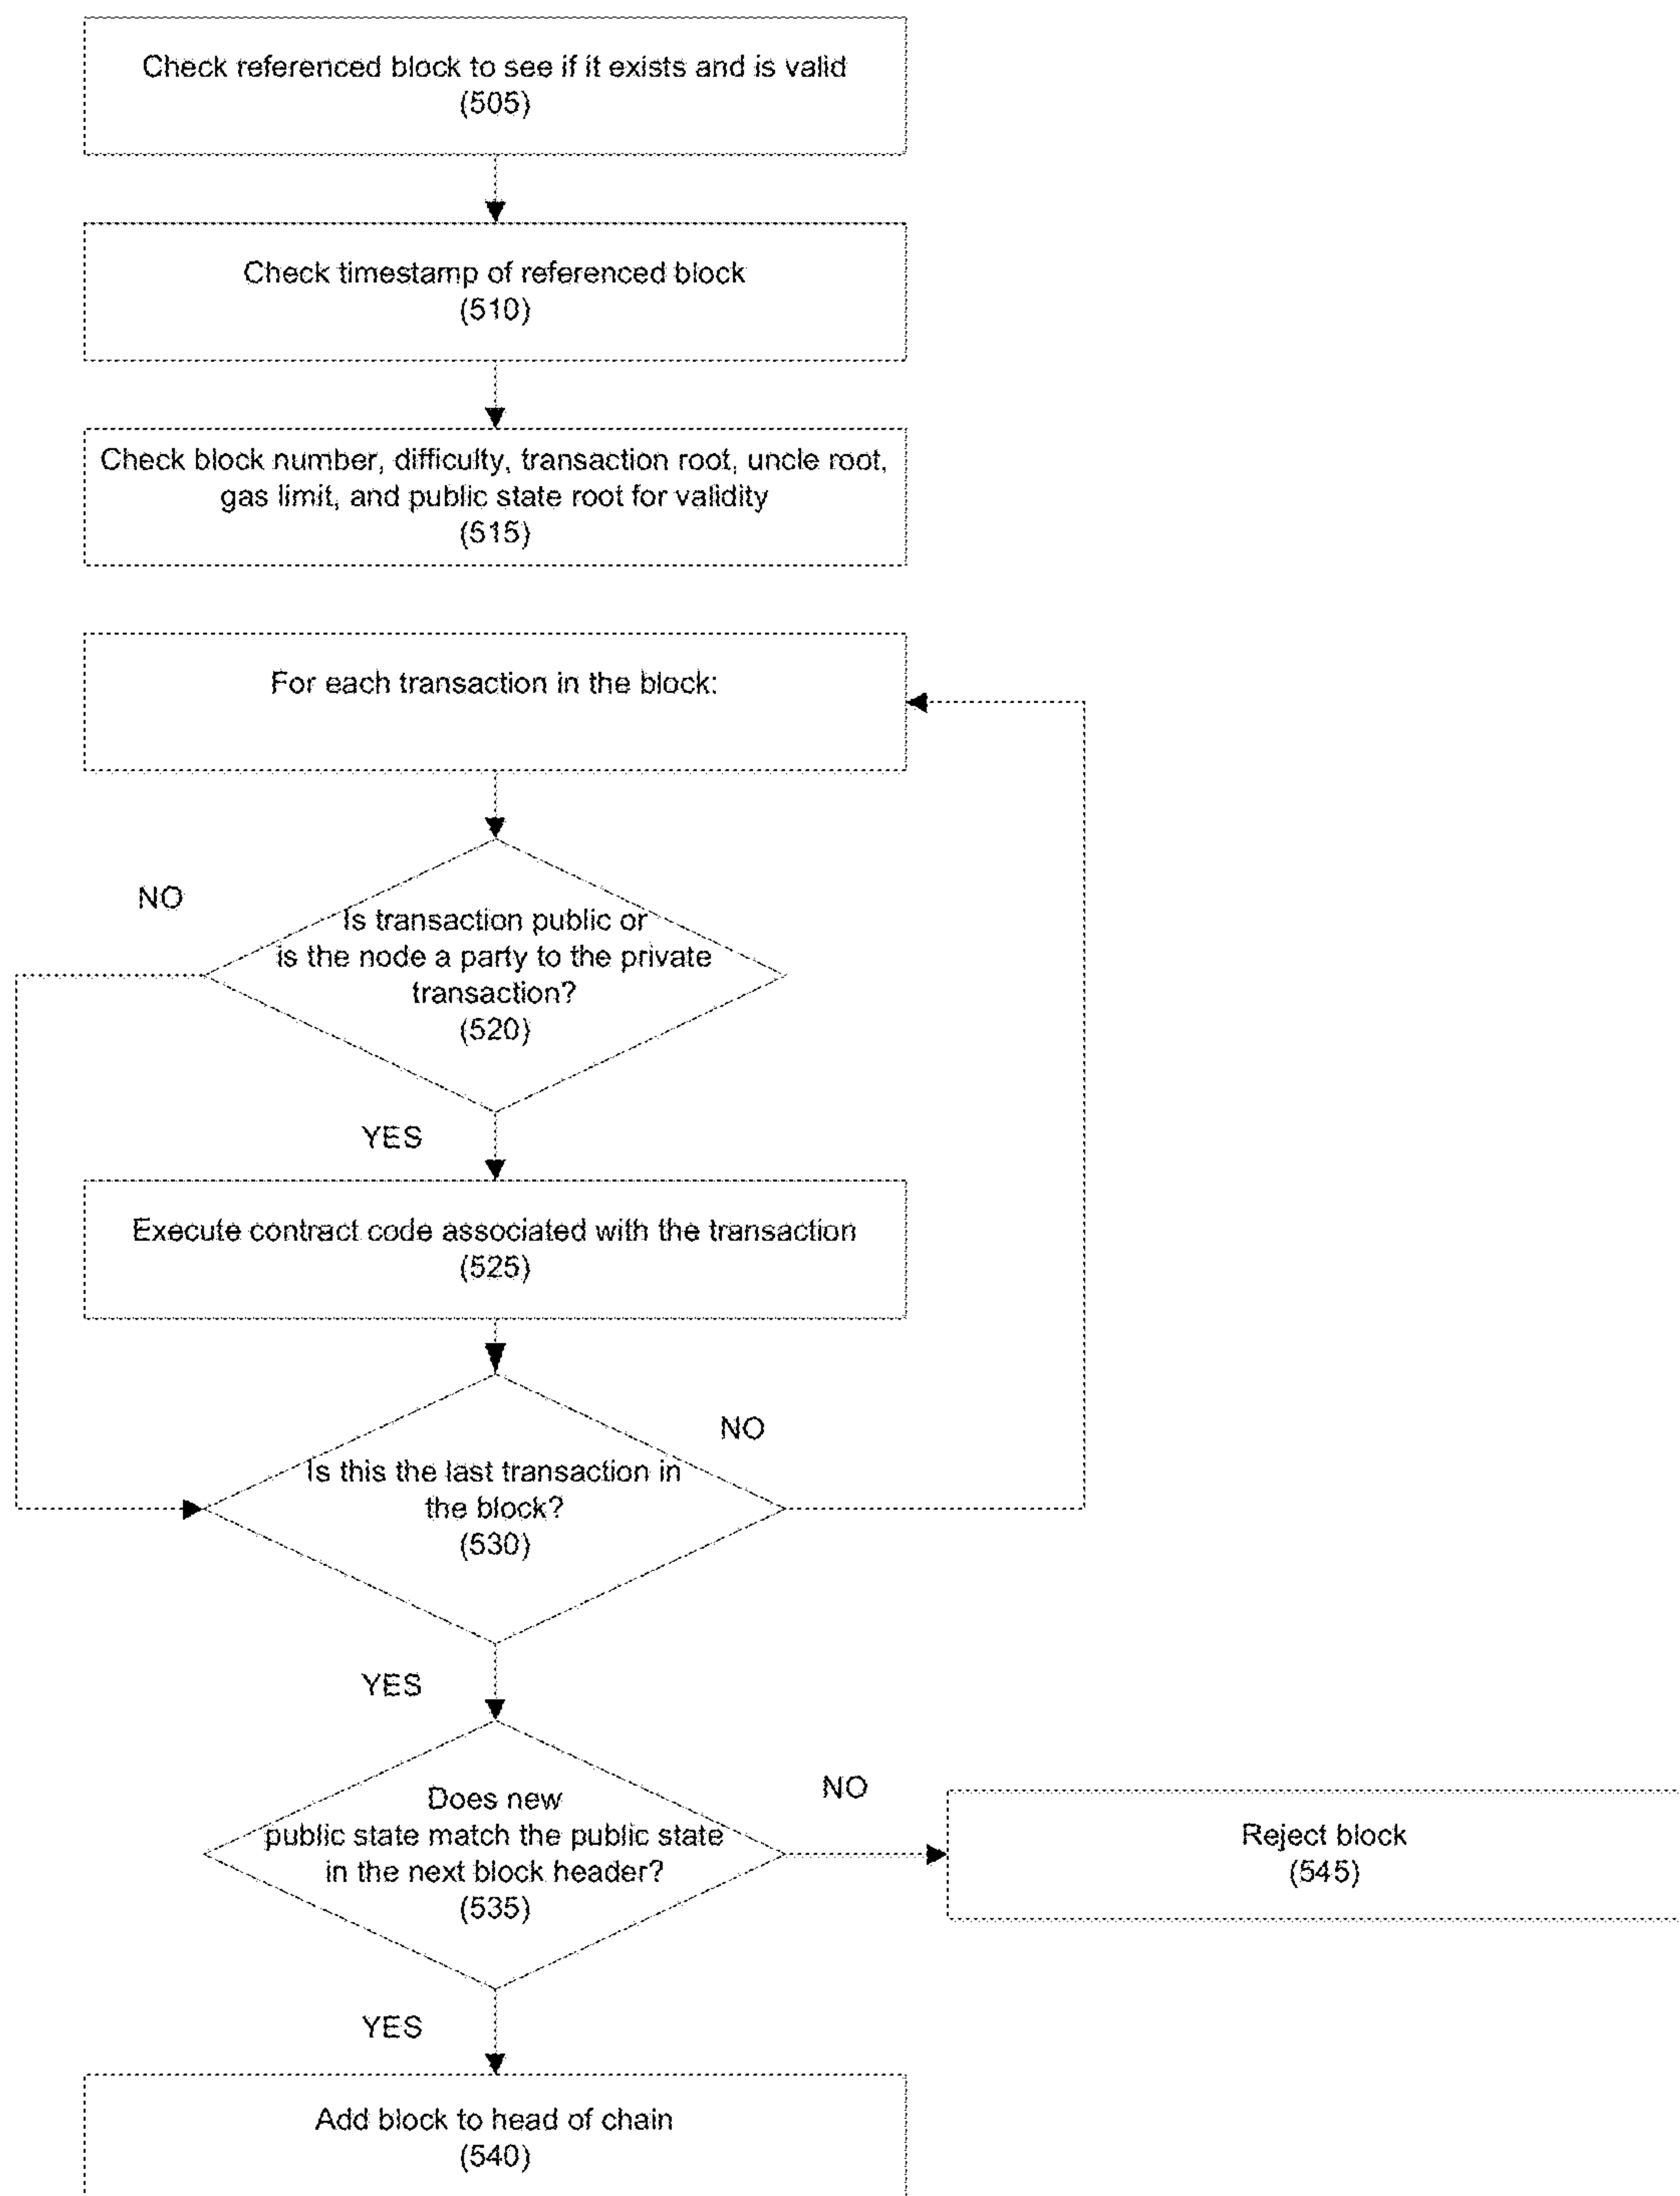 Check referenced block to see if it exists and is valid
(505)
Check timestamp of referenced block
(510)
Check block number, difficulty, transaction root, uncle root,
gas limit, and public state root for validity
(515)
For each transaction in the block:
NO
Is transaction public or
is the node a party to the private
transaction?
(520)
YES
Execute contract code associated with the transaction
(525)
NO
Is this the last transaction in
the block?
(530)
YES
NO
Does new
public state match the public state
in the next block header?
(535)
Reject block
(545)
YES
Add block to head of chain
(540)